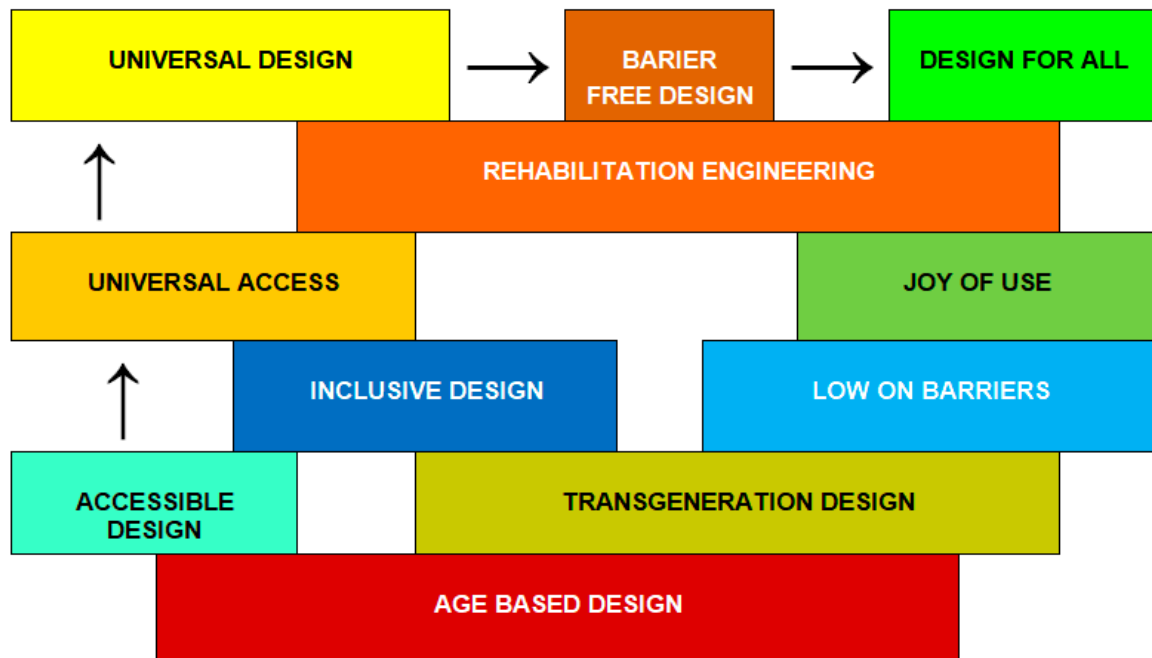 UNIVERSAL DESIGN
BARIER
FREE DESIGN
DESIGN FOR ALL
REHABILITATION ENGINEERING
UNIVERSAL ACCESS
JOY OF USE
INCLUSIVE DESIGN
LOW ON BARRIERS
ACCESSIBLE
DESIGN
TRANSGENERATION DESIGN
AGE BASED DESIGN